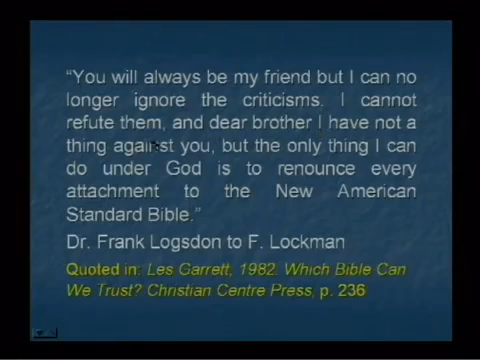 “You will always be my friend but I can no
longer ignore the criticisms. I cannot
refute them, and dear brother I have not a
thing against you, but the only thing I can
do under God is to renounce every
attachment to the New American
Standard Bible.”
Dr. Frank Logsdon to F. Lockman
Quoted in: Les Garrett, 1982. Which Bible Can
We Trust? Christian Centre Press, p. 236